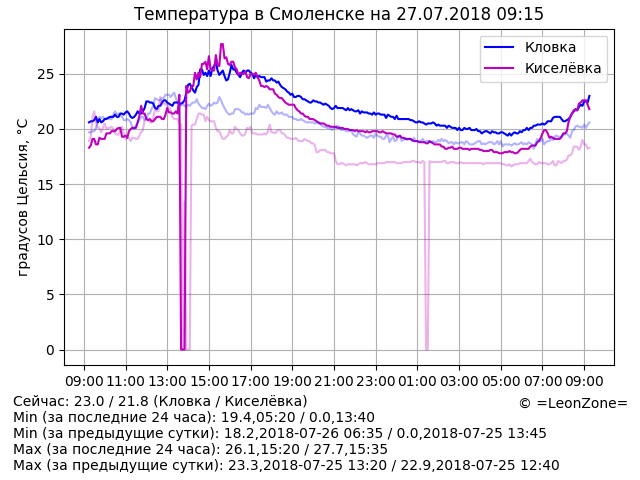 Температура в Смоленске на 27.07.2018 09:15
Кловка
Киселёвка
градусов Цельсия, °C
25
20
15
10
5
0
09:00 11:00 13:00 15:00 17:00 19:00 21:00 23:00 01:00 03:00 05:00 07:00 09:00
Сейчас: 23.0 / 21.8 (Кловка / Киселёвка)
© =LeonZone=
Min (за последние 24 часа): 19.4,05:20 / 0.0,13:40
Min (за предыдущие сутки): 18.2,2018-07-26 06:35 / 0.0,2018-07-25 13:45
Max (за последние 24 часа): 26.1,15:20 / 27.7,15:35
Max (за предыдущие сутки): 23.3,2018-07-25 13:20 / 22.9,2018-07-25 12:40